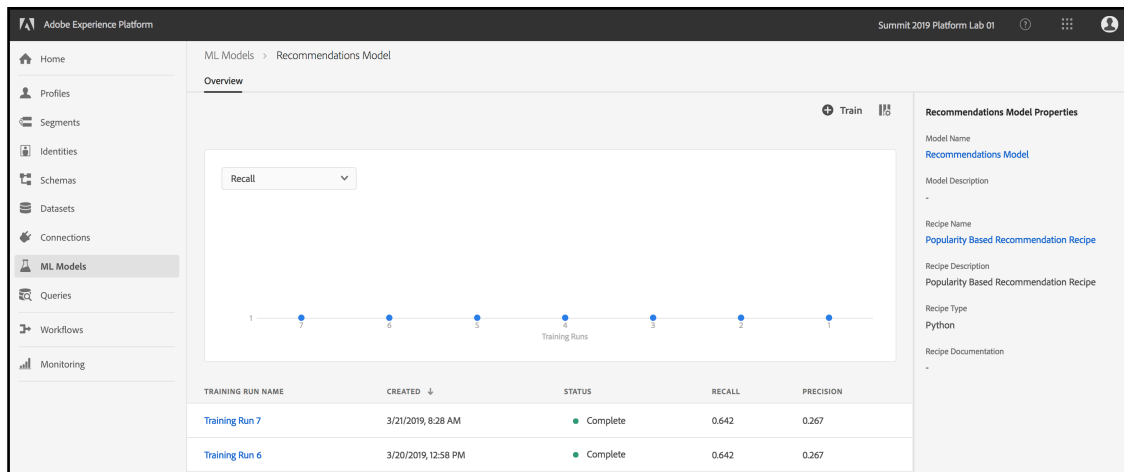 Adobe Experience Platform
Summit 2019 Platform Lab 01
Home
Profiles
Segments
Identities
Schemas
Datasets
Connections
ML Models
Queries
Workflows
Monitoring
ML Models > Recommendations Model
Overview
Train
Recall
1
7 6 5 4 3 2 1
Training Runs
TRAINING RUN NAME CREATED ↓ STATUS RECALL PRECISION
Training Run 7 3/21/2019, 8:28 AM Complete 0.642 0.267
Training Run 6 3/20/2019, 12:58 PM Complete 0.642 0.267
Recommendations Model Properties
Model Name
Recommendations Model
Model Description
-
Recipe Name
Popularity Based Recommendation Recipe
Recipe Description
Popularity Based Recommendation Recipe
Recipe Type
Python
Recipe Documentation
-